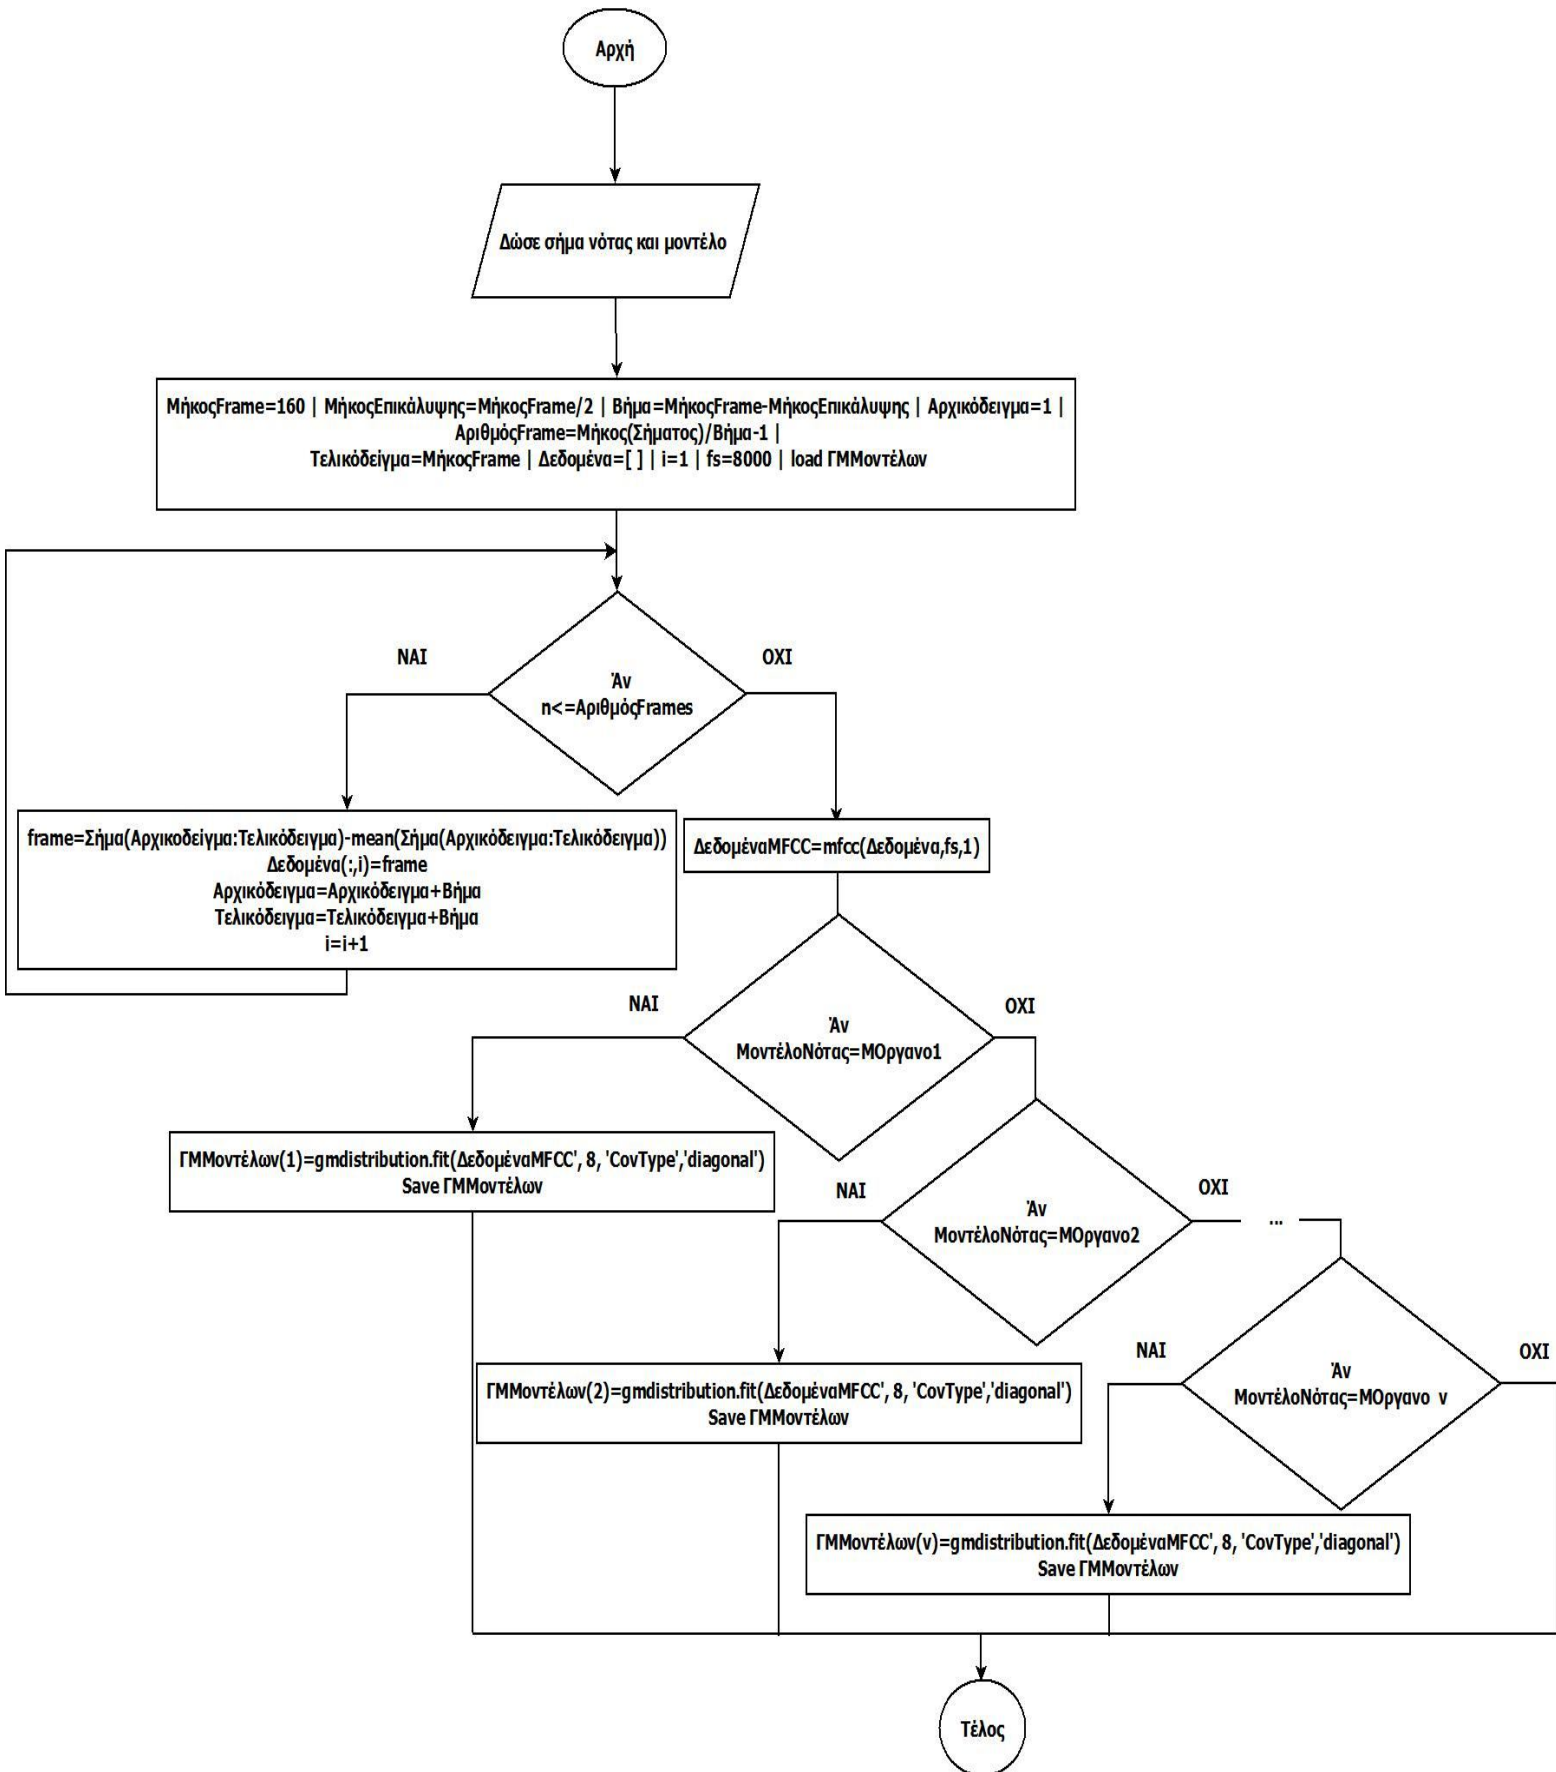 Αρχή
Δώσε σήμα νότας και μοντέλο
ΜήκοςFrame=160 | ΜήκοςΕπικάλυψης=ΜήκοςFrame/2 | Βήμα=ΜήκοςFrame-ΜήκοςΕπικάλυψης | Αρχικόδειγμα=1 |
ΑριθμόςFrame=Μήκος(Σήματος)/Βήμα-1 |
Τελικόδείγμα=ΜήκοςFrame | Δεδομένα=[ ] | i=1 | fs=8000 | load ΓΜΜοντέλων
ΝΑΙ
ΟΧΙ
Άν
n<=ΑριθμόςFrames
frame=Σήμα(Αρχικοδείγμα:Τελικόδειγμα)-mean(Σήμα(Αρχικόδειγμα:Τελικόδειγμα))
Δεδομένα(:,i)=frame
Αρχικόδειγμα=Αρχικόδειγμα+Βήμα
Τελικόδειγμα=Τελικόδειγμα+Βήμα
i=i+1
ΔεδομέναMFCC=mfcc(Δεδομένα,fs,1)
ΝΑΙ
ΟΧΙ
Άν
ΜοντέλοΝότας=ΜΟργανο1
ΓΜΜοντέλων(1)=gmdistribution.fit(ΔεδομέναMFCC', 8, 'CovType','diagonal')
Save ΓΜΜοντέλων
ΝΑΙ
ΟΧΙ
Άν
ΜοντέλοΝότας=ΜΟργανο2
...
ΓΜΜοντέλων(2)=gmdistribution.fit(ΔεδομέναMFCC', 8, 'CovType','diagonal')
Save ΓΜΜοντέλων
ΝΑΙ
ΟΧΙ
Άν
ΜοντέλοΝότας=ΜΟργανο ν
ΓΜΜοντέλων(ν)=gmdistribution.fit(ΔεδομέναMFCC', 8, 'CovType','diagonal')
Save ΓΜΜοντέλων
Τέλος